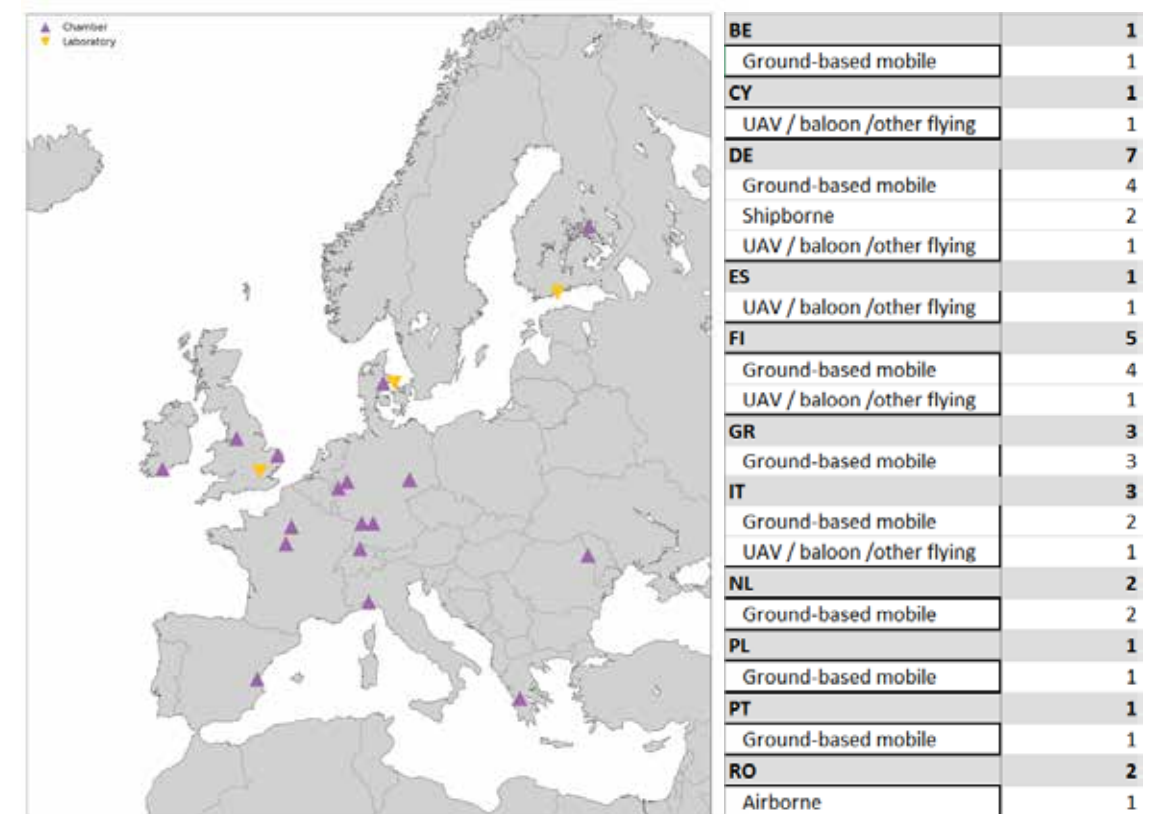 Chamber
Laboratory
BE 1
Ground-based mobile 1
CY 1
UAV / baloon /other flying 1
DE 7
Ground-based mobile 4
Shipborne 2
UAV / baloon /other flying 1
ES 1
UAV / baloon /other flying 1
FI 5
Ground-based mobile 4
UAV / baloon /other flying 1
GR 3
Ground-based mobile 3
IT 3
Ground-based mobile 2
UAV / baloon /other flying 1
NL 2
Ground-based mobile 2
PL 1
Ground-based mobile 1
PT 1
Ground-based mobile 1
RO 2
Airborne 1